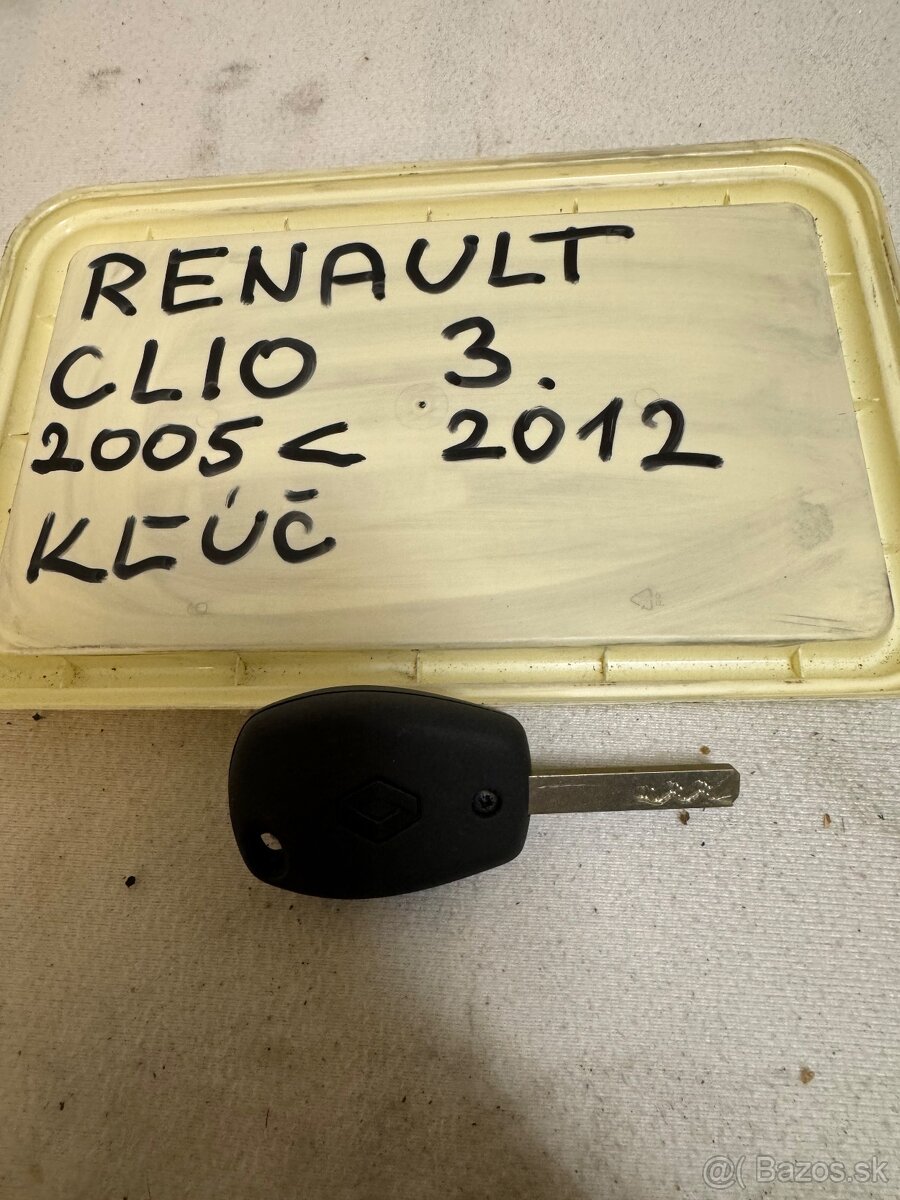 RENAULT
CLIO 3.
2005 < 2012
KĽÚČ
@( Bazos.sk